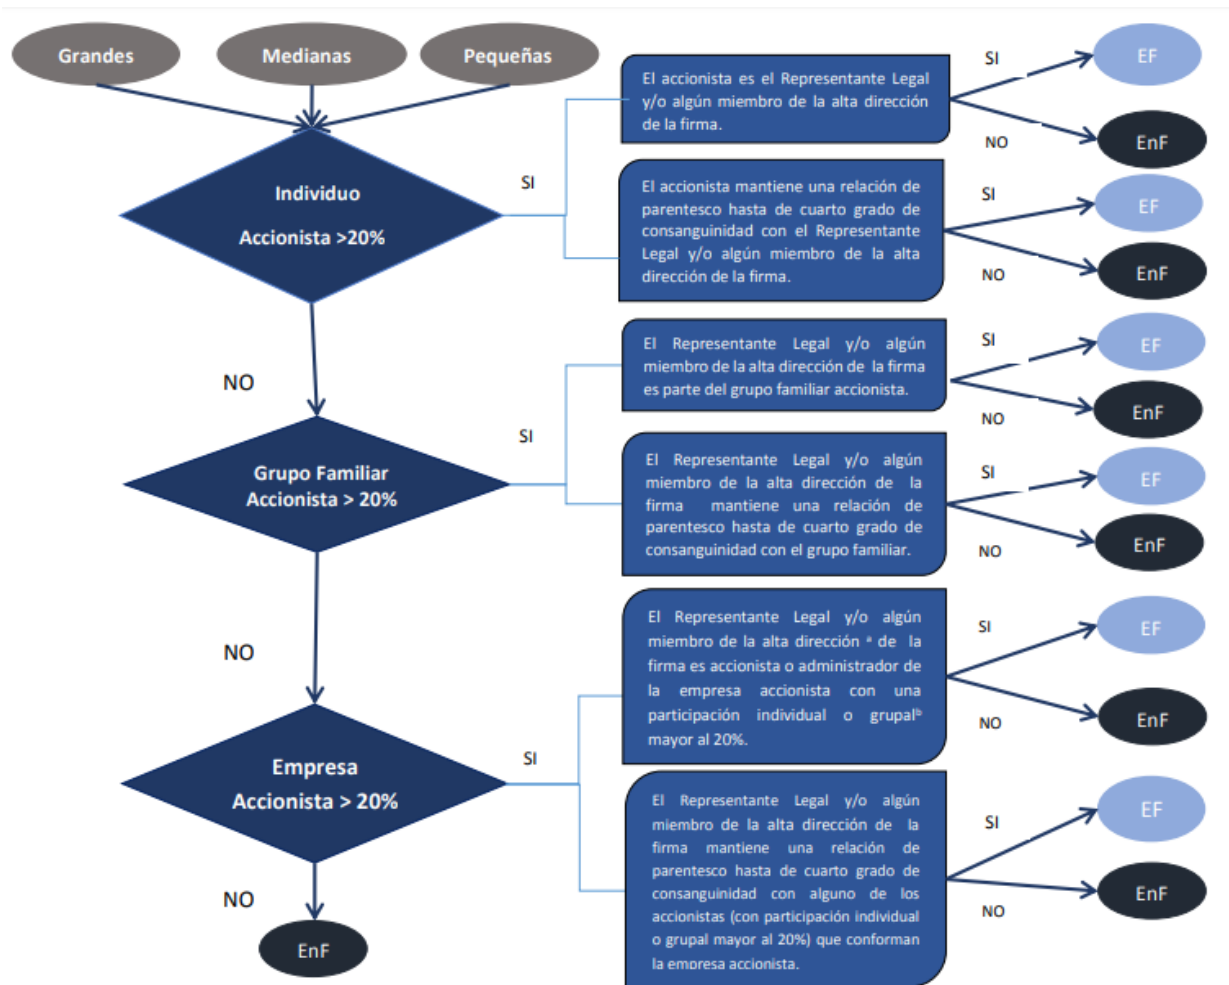 Grandes
Medianas
Pequeñas
Individuo
Accionista >20%
SI
El accionista es el Representante Legal
y/o algún miembro de la alta dirección
de la firma.
SI
EF
NO
EnF
El accionista mantiene una relación de
parentesco hasta de cuarto grado de
consanguinidad con el Representante
Legal y/o algún miembro de la alta
dirección de la firma.
SI
EF
NO
EnF
NO
Grupo Familiar
Accionista > 20%
SI
El Representante Legal y/o algún
miembro de la alta dirección de la firma
es parte del grupo familiar accionista.
SI
EF
NO
EnF
El Representante Legal y/o algún
miembro de la alta dirección de la
firma mantiene una relación de
parentesco hasta de cuarto grado de
consanguinidad con el grupo familiar.
SI
EF
NO
EnF
NO
Empresa
Accionista > 20%
SI
El Representante Legal y/o algún
miembro de la alta dirección ª de la
firma es accionista o administrador de
la empresa accionista con una
participación individual o grupalᵇ
mayor al 20%.
SI
EF
NO
EnF
El Representante Legal y/o algún
miembro de la alta dirección de la
firma mantiene una relación de
parentesco hasta de cuarto grado de
consanguinidad con alguno de los
accionistas (con participación individual
o grupal mayor al 20%) que conforman
la empresa accionista.
SI
EF
NO
EnF
NO
EnF